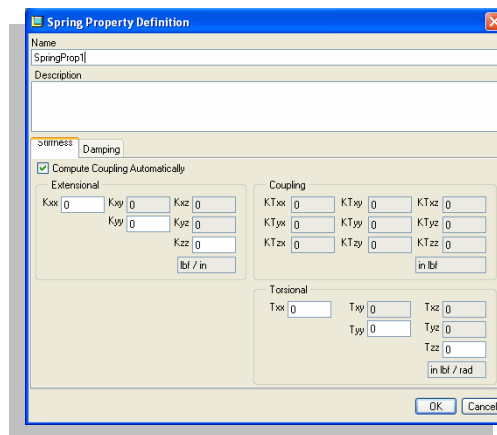 Spring Property Definition
Name
SpringProp1
Description
Stiffness Damping
Compute Coupling Automatically
Extensional Coupling
Kxx 0 Kxy 0 Kxz 0 KTxx 0 KTxy 0 KTxz 0
Kyy 0 Kyz 0 KTyx 0 KTyy 0 KTyz 0
Kzz 0 KTzx 0 KTzy 0 KTzz 0
lbf / in in lbf
Torsional
Txx 0 Txy 0 Txz 0
Tyy 0 Tyz 0
Tzz 0
in lbf / rad
OK Cancel